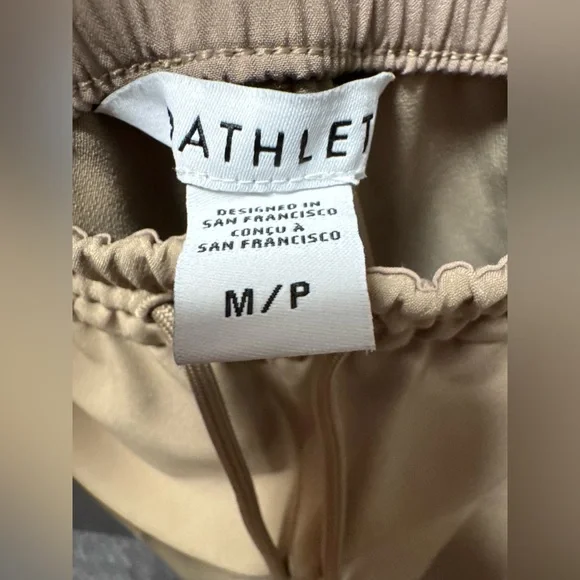 ATHLET
DESIGNED IN
SAN FRANCISCO
CONÇU À
SAN FRANCISCO
M/P